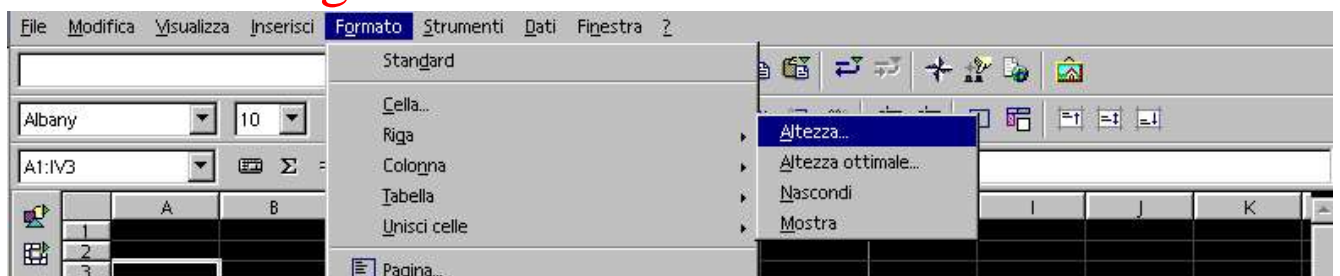 File Modifica Visualizza Inserisci Formato Strumenti Dati Finestra ?
Standard
Cella...
Riga
Colonna
Tabella
Unisci celle
Pagina...
Altezza...
Altezza ottimale...
Nascondi
Mostra
Albany 10
A1:IV3
A B I J K
1
2
3